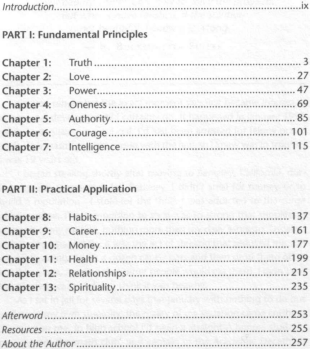 Introduction..........ix
PART I: Fundamental Principles
Chapter 1: Truth.......... 3
Chapter 2: Love.......... 27
Chapter 3: Power.......... 47
Chapter 4: Oneness.......... 69
Chapter 5: Authority.......... 85
Chapter 6: Courage.......... 101
Chapter 7: Intelligence.......... 115
PART II: Practical Application
Chapter 8: Habits.......... 137
Chapter 9: Career.......... 161
Chapter 10: Money.......... 177
Chapter 11: Health.......... 199
Chapter 12: Relationships.......... 215
Chapter 13: Spirituality.......... 235
Afterword.......... 253
Resources.......... 255
About the Author.......... 257